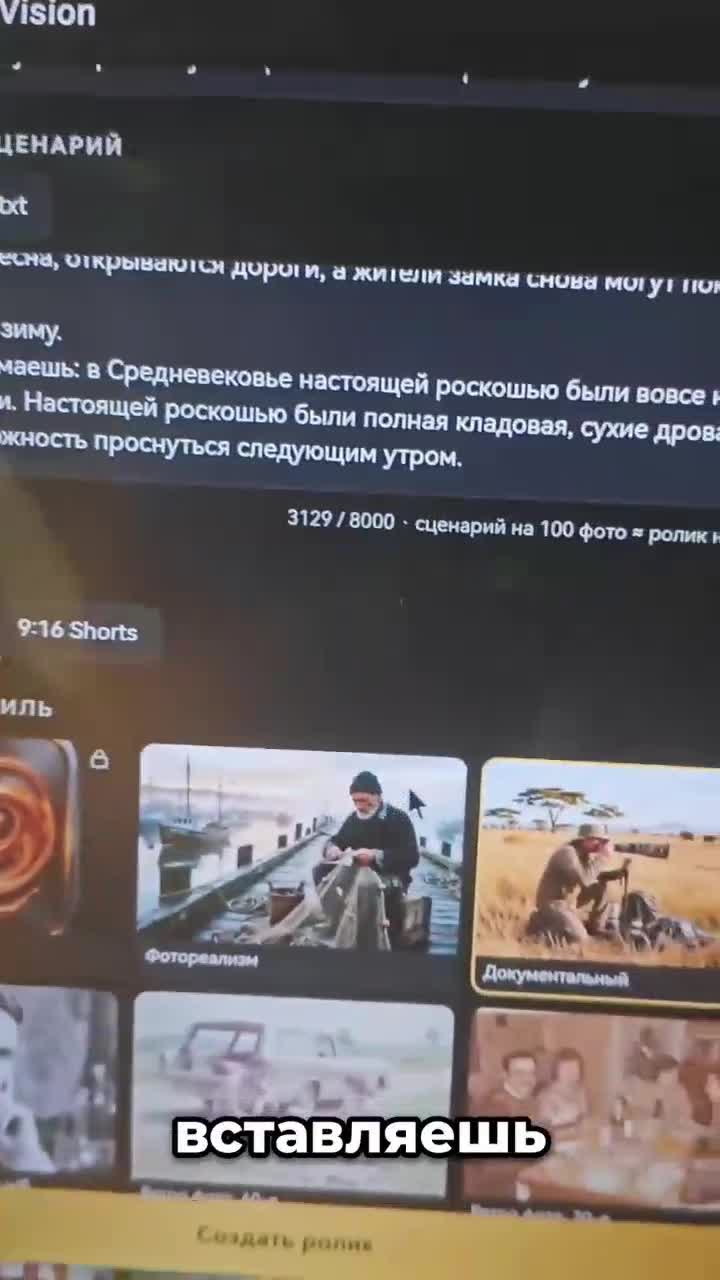 Vision
ЦЕНАРИЙ
txt
есна, открываются дороги, а жители замка снова могут пок
зиму.
маешь: в Средневековье настоящей роскошью были вовсе н
и. Настоящей роскошью были полная кладовая, сухие дрова
жность проснуться следующим утром.
3129 / 8000 · сценарий на 100 фото ≈ ролик н
9:16 Shorts
ИЛЬ
Фотореализм
Документальный
вставляешь
Создать ролик